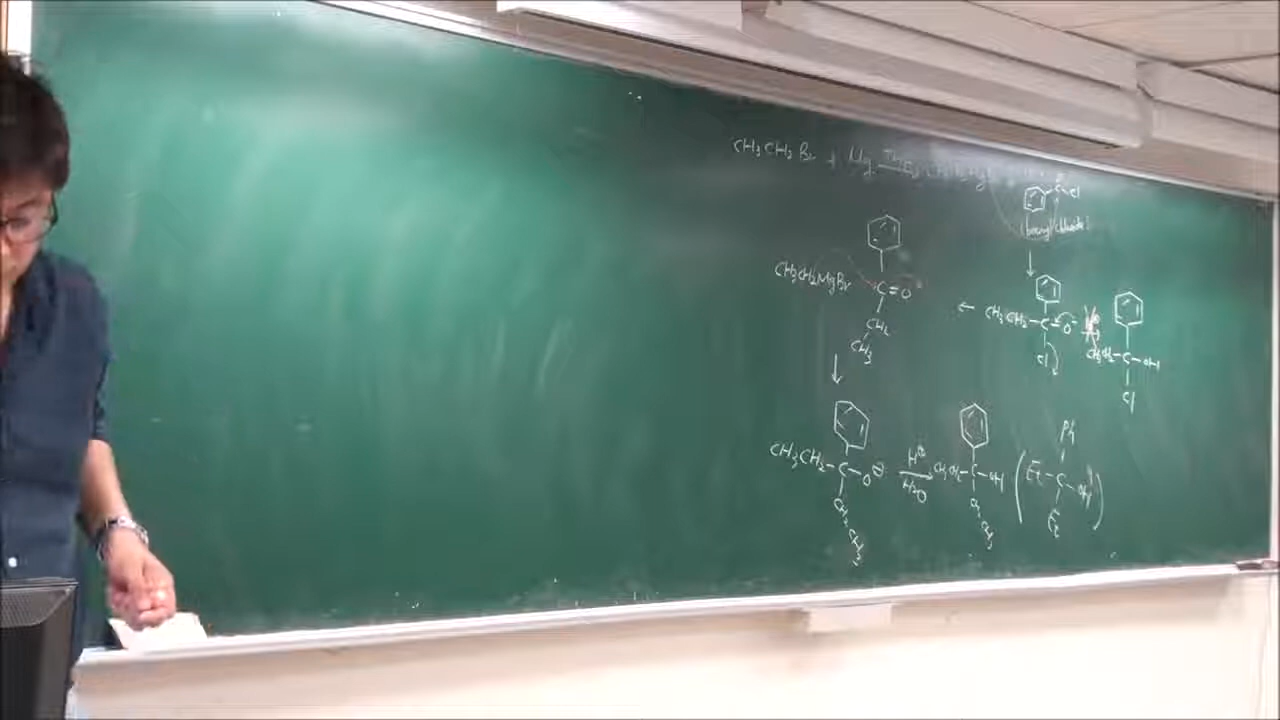 CH3CH2Br + Mg
Cl
(benzoyl chloride)
CH3CH2MgBr
C=O
CH2
CH3
←
CH3CH2-C-O-
Cl
CH3CH2-C-OH
Cl
CH3CH2-C-O⊖
CH2
CH3
H⊕
H2O
CH3CH2-C-OH
CH2
CH3
Ph
(Et-C-OH)
Et